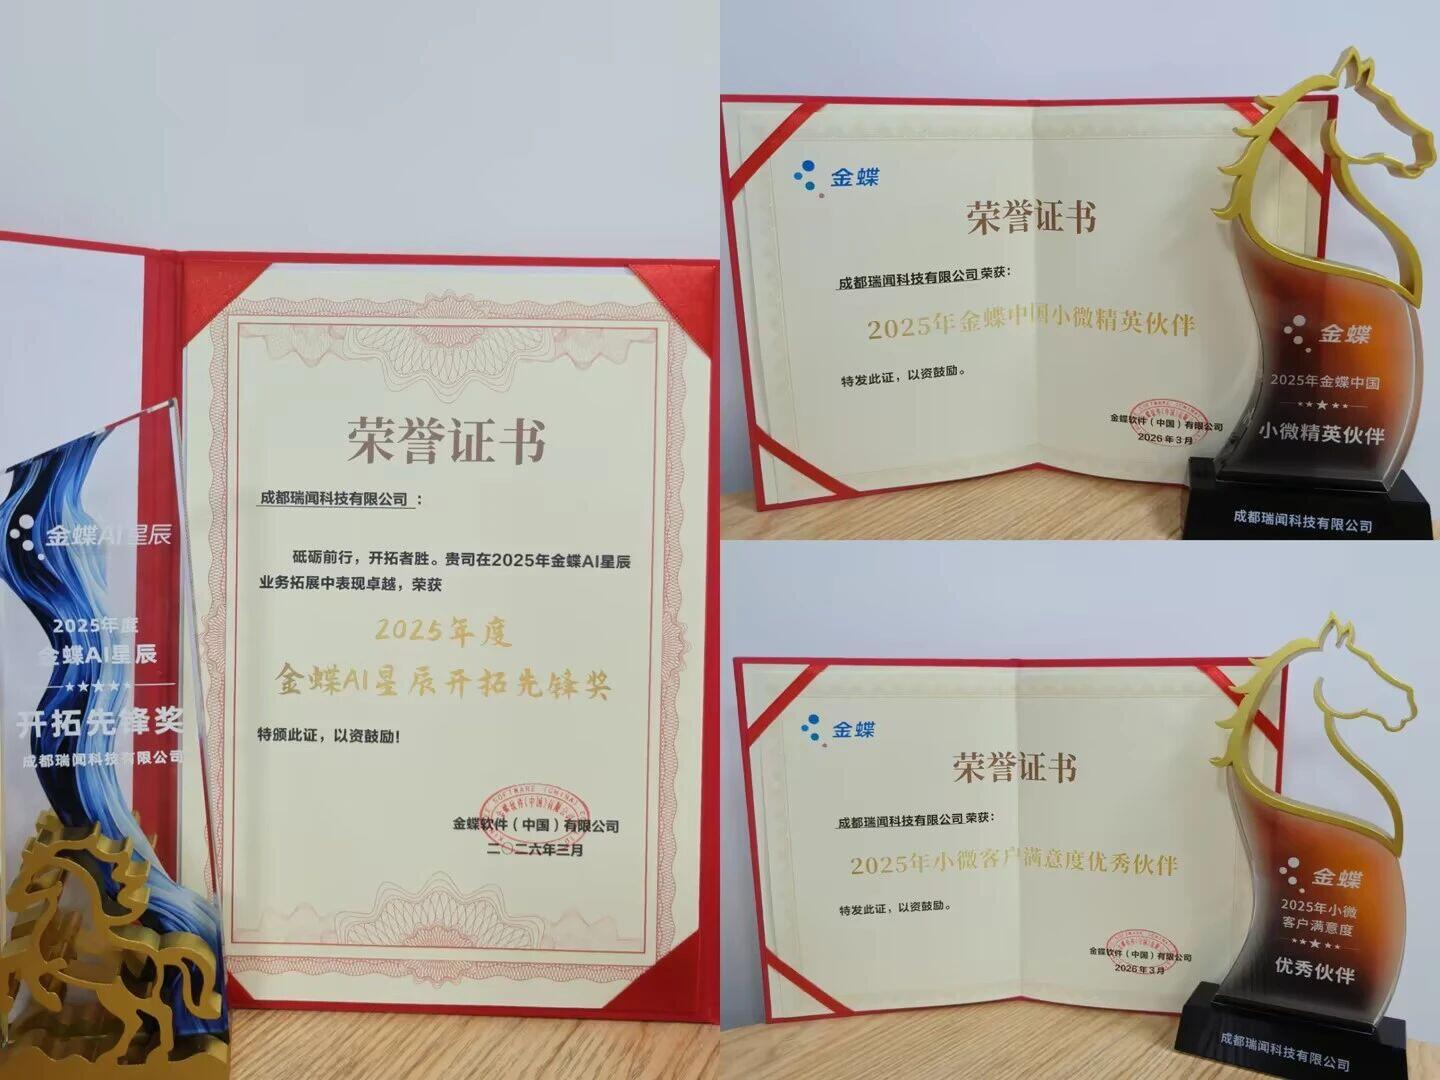 荣誉证书
成都瑞闻科技有限公司：
砥砺前行，开拓者胜。贵司在2025年金蝶AI星辰
业务拓展中表现卓越，荣获
2025年度
金蝶AI星辰开拓先锋奖
特颁此证，以资鼓励！
金蝶软件（中国）有限公司
二〇二六年三月
金蝶AI星辰
2025年度
金蝶AI星辰
开拓先锋奖
成都瑞闻科技有限公司
金蝶
荣誉证书
成都瑞闻科技有限公司荣获：
2025年金蝶中国小微精英伙伴
特发此证，以资鼓励。
金蝶软件（中国）有限公司
2026年3月
金蝶
2025年金蝶中国
小微精英伙伴
成都瑞闻科技有限公司
金蝶
荣誉证书
成都瑞闻科技有限公司荣获：
2025年小微客户满意度优秀伙伴
特发此证，以资鼓励。
金蝶软件（中国）有限公司
2026年3月
金蝶
2025年小微
客户满意度
优秀伙伴
成都瑞闻科技有限公司